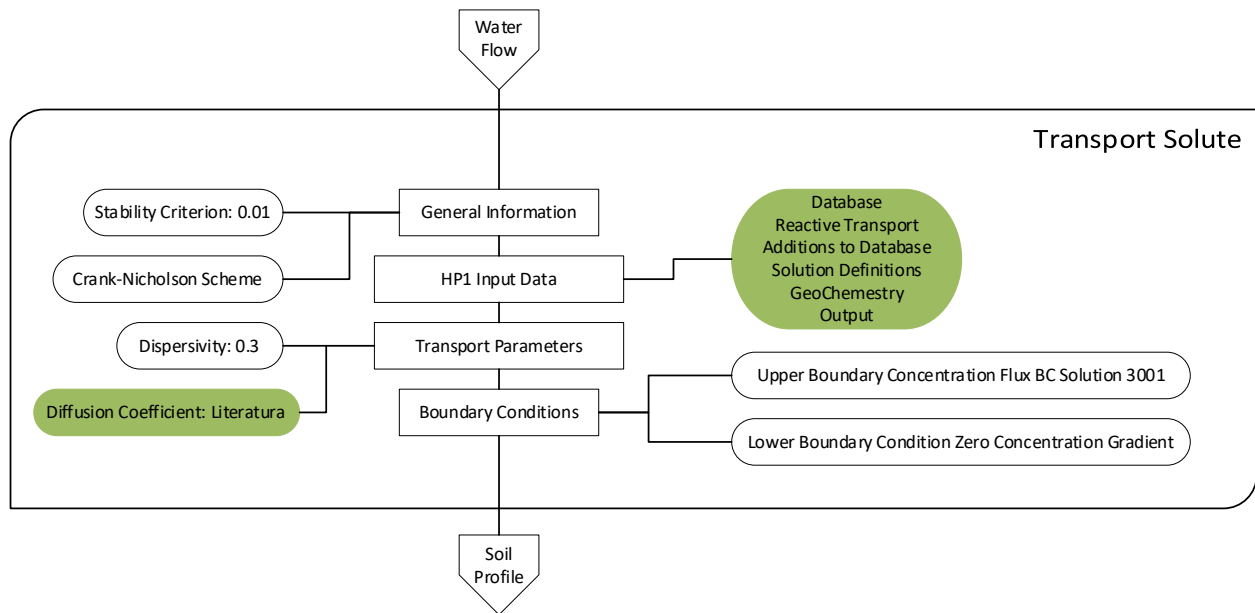 Water
Flow
Transport Solute
Stability Criterion: 0.01
General Information
Crank-Nicholson Scheme
HP1 Input Data
Database
Reactive Transport
Additions to Database
Solution Definitions
GeoChemestry
Output
Dispersivity: 0.3
Transport Parameters
Diffusion Coefficient: Literatura
Boundary Conditions
Upper Boundary Concentration Flux BC Solution 3001
Lower Boundary Condition Zero Concentration Gradient
Soil
Profile